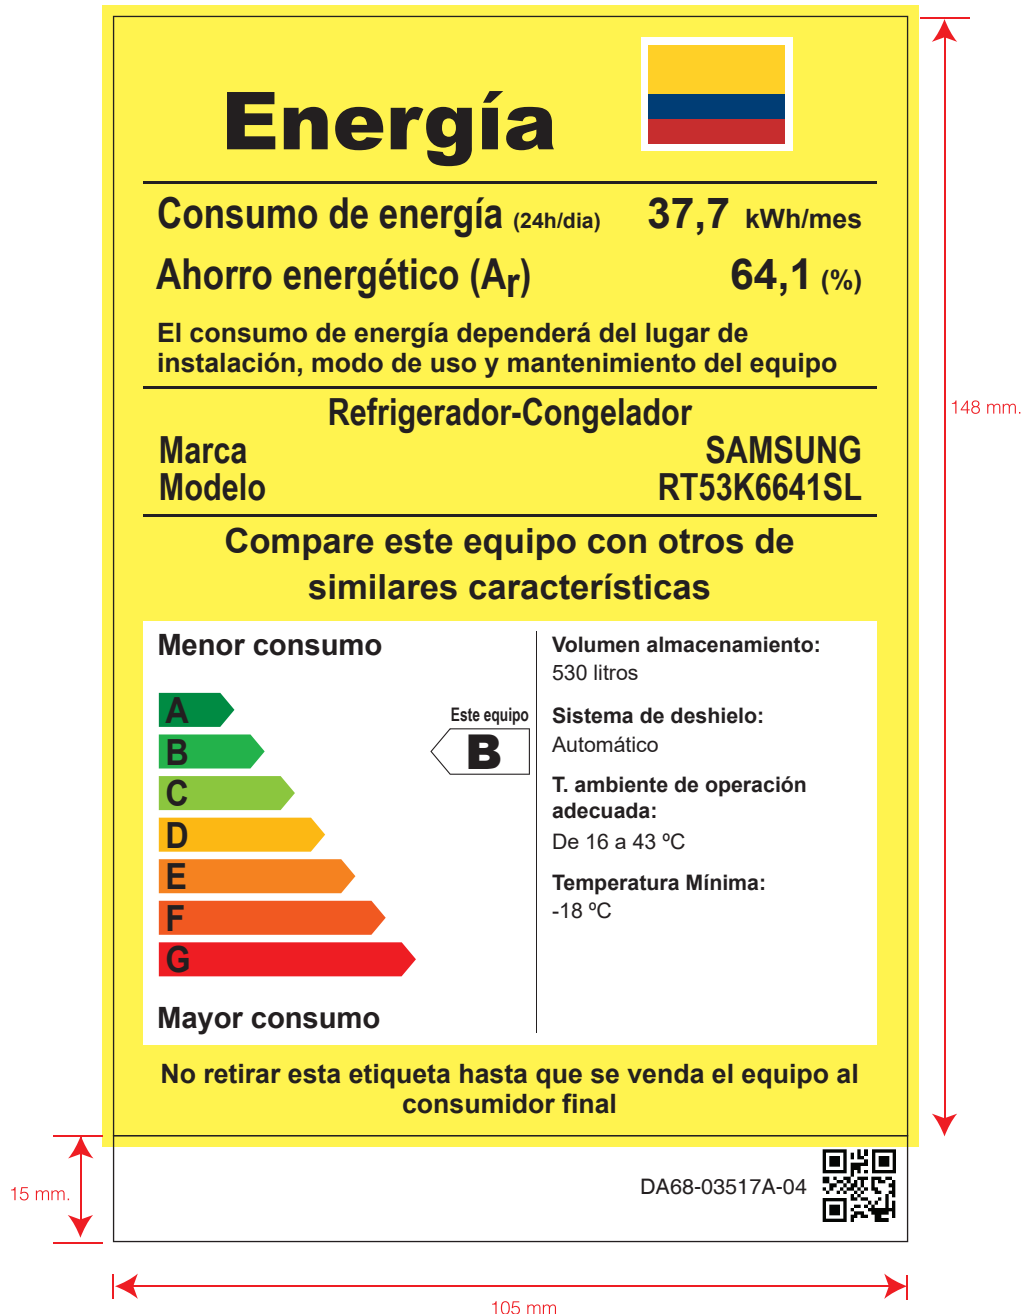 Energía
Consumo de energía (24h/dia) 37,7 kWh/mes
Ahorro energético (Ar) 64,1 (%)
El consumo de energía dependerá del lugar de
instalación, modo de uso y mantenimiento del equipo
Refrigerador-Congelador
Marca SAMSUNG
Modelo RT53K6641SL
Compare este equipo con otros de
similares características
Menor consumo
A
B
C
D
E
F
G
Mayor consumo
Este equipo
B
Volumen almacenamiento:
530 litros
Sistema de deshielo:
Automático
T. ambiente de operación
adecuada:
De 16 a 43 ºC
Temperatura Mínima:
-18 ºC
No retirar esta etiqueta hasta que se venda el equipo al
consumidor final
DA68-03517A-04
148 mm.
15 mm.
105 mm